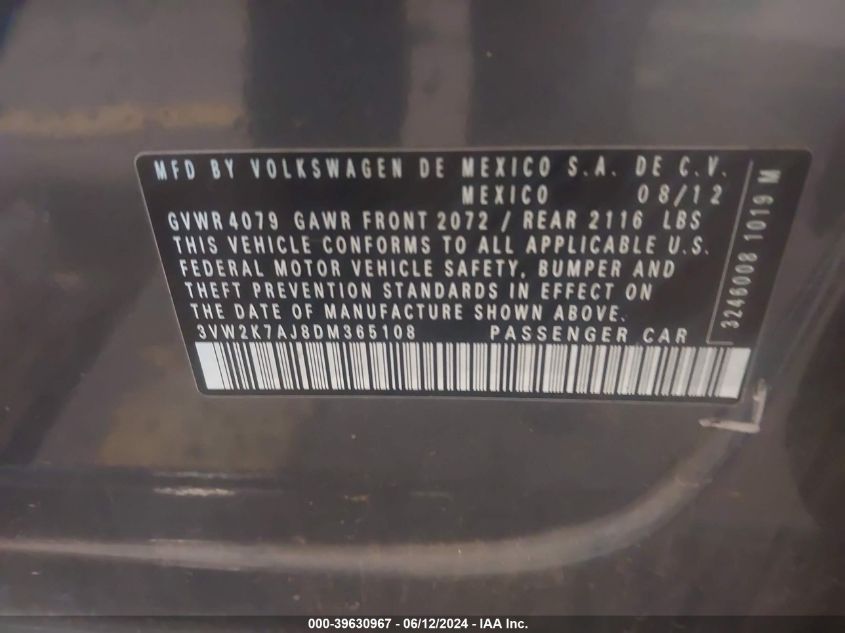 MFD BY VOLKSWAGEN DE MEXICO S.A. DE C.V.
MEXICO 08/12
GVWR 4079 GAWR FRONT 2072 / REAR 2116 LBS
THIS VEHICLE CONFORMS TO ALL APPLICABLE U.S.
FEDERAL MOTOR VEHICLE SAFETY, BUMPER AND
THEFT PREVENTION STANDARDS IN EFFECT ON
THE DATE OF MANUFACTURE SHOWN ABOVE.
3VW2K7AJ8DM365108 PASSENGER CAR
3246008 1019 M
000-39630967 - 06/12/2024 - IAA Inc.